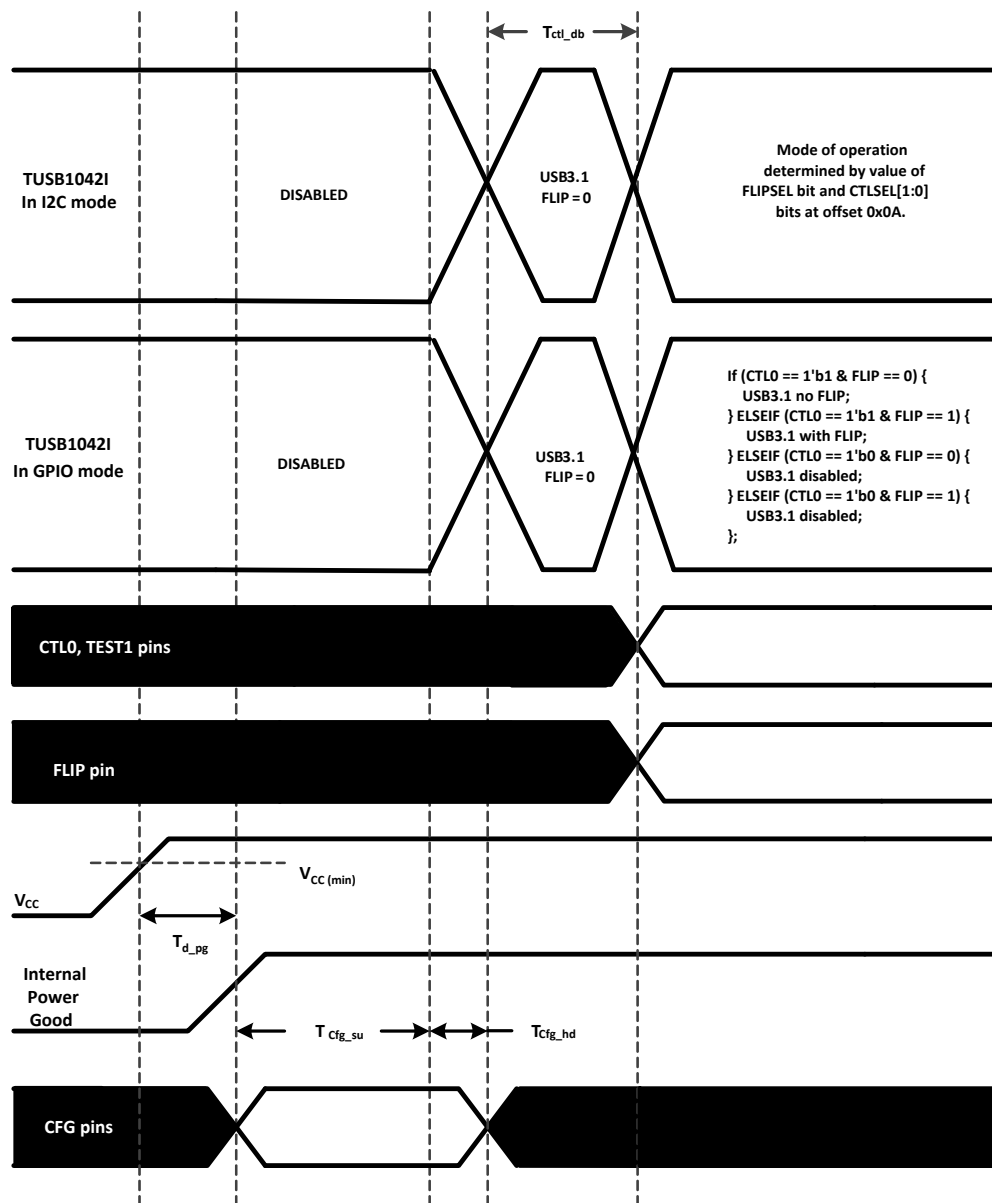 Tctl_db
TUSB1042I
In I2C mode
DISABLED
USB3.1
FLIP = 0
Mode of operation
determined by value of
FLIPSEL bit and CTLSEL[1:0]
bits at offset 0x0A.
TUSB1042I
In GPIO mode
DISABLED
USB3.1
FLIP = 0
If (CTL0 == 1'b1 & FLIP == 0) {
USB3.1 no FLIP;
} ELSEIF (CTL0 == 1'b1 & FLIP == 1) {
USB3.1 with FLIP;
} ELSEIF (CTL0 == 1'b0 & FLIP == 0) {
USB3.1 disabled;
} ELSEIF (CTL0 == 1'b0 & FLIP == 1) {
USB3.1 disabled;
};
CTL0, TEST1 pins
FLIP pin
VCC
VCC (min)
Td_pg
Internal
Power
Good
T Cfg_su
TCfg_hd
CFG pins